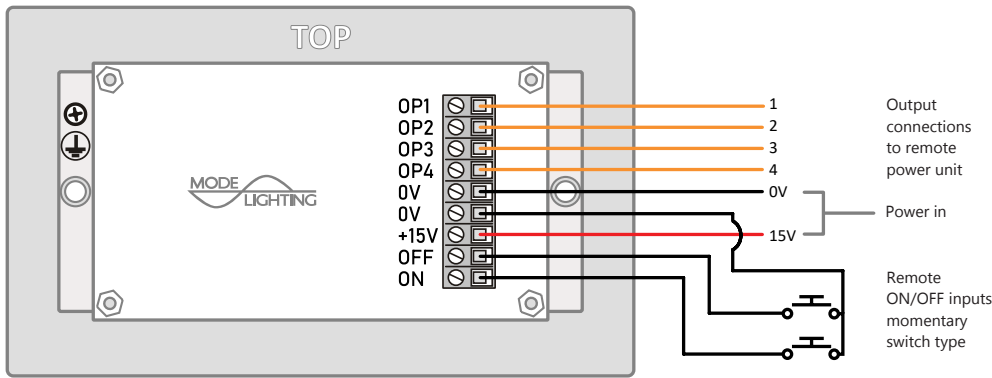 TOP
OP1
OP2
OP3
OP4
0V
0V
+15V
OFF
ON
MODE
LIGHTING
1
2
3
4
0V
15V
Output
connections
to remote
power unit
Power in
Remote
ON/OFF inputs
momentary
switch type